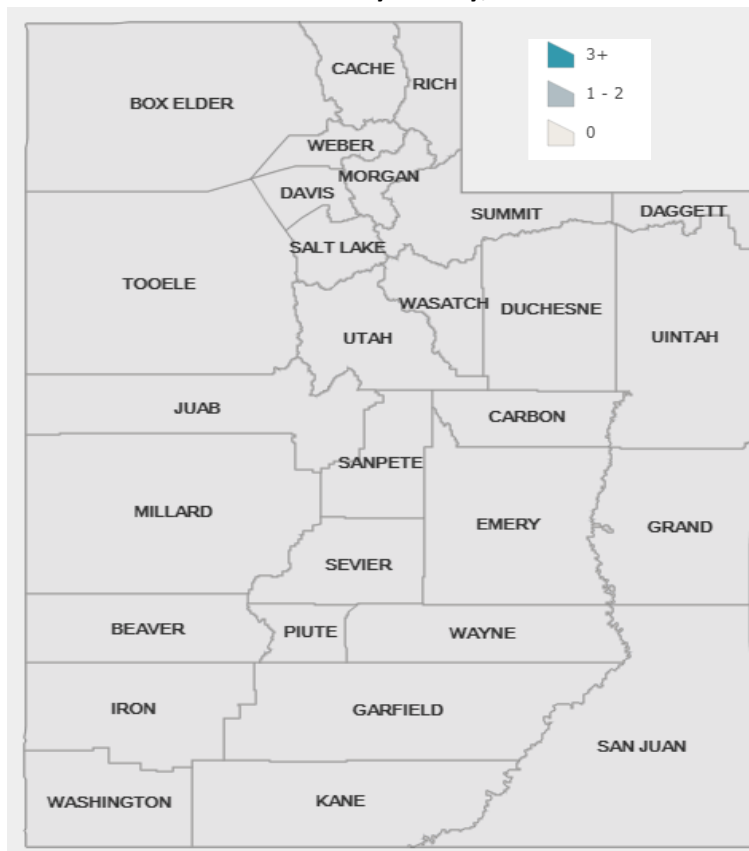 CACHE
RICH
BOX ELDER
3+
1 - 2
0
WEBER
MORGAN
DAVIS
SUMMIT
DAGGETT
SALT LAKE
TOOELE
WASATCH
DUCHESNE
UTAH
UINTAH
JUAB
CARBON
SANPETE
MILLARD
EMERY
GRAND
SEVIER
BEAVER
PIUTE
WAYNE
IRON
GARFIELD
SAN JUAN
WASHINGTON
KANE